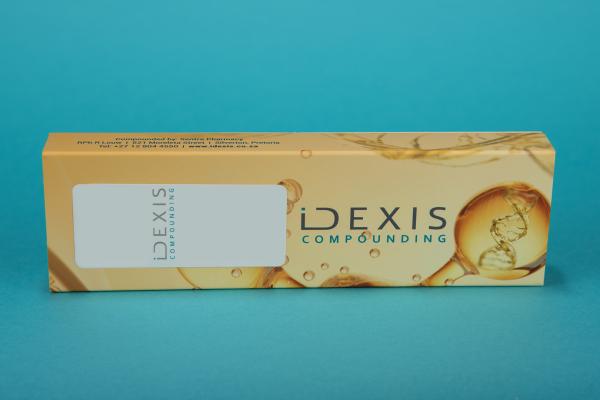 Compounded by: Sentra Pharmacy
RPh R Louw | 521 Moreleta Street | Silverton, Pretoria
Tel: +27 12 804 4550 | www.idexis.co.za
iDEXIS
COMPOUNDING
iDEXIS
COMPOUNDING